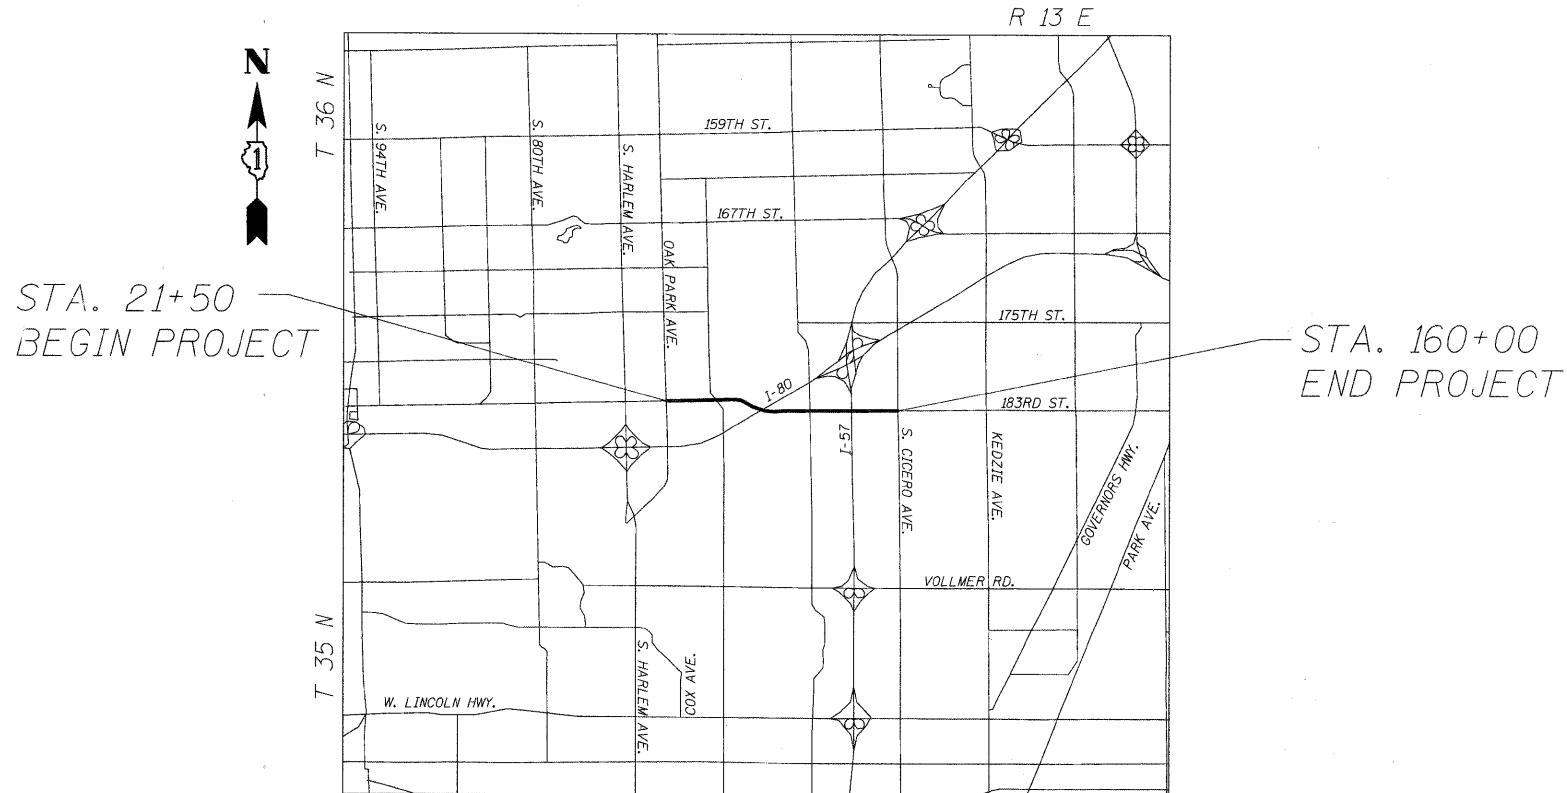 R 13 E
N
T 36 N
1
159TH ST.
S. 94TH AVE.
S. 80TH AVE.
S. HARLEM AVE.
167TH ST.
OAK PARK AVE.
STA. 21+50
BEGIN PROJECT
175TH ST.
STA. 160+00
END PROJECT
I-80
183RD ST.
I-57
S. CICERO AVE.
KEDZIE AVE.
GOVERNORS HWY.
PARK AVE.
VOLLMER RD.
T 35 N
S. HARLEM AVE.
COX AVE.
W. LINCOLN HWY.